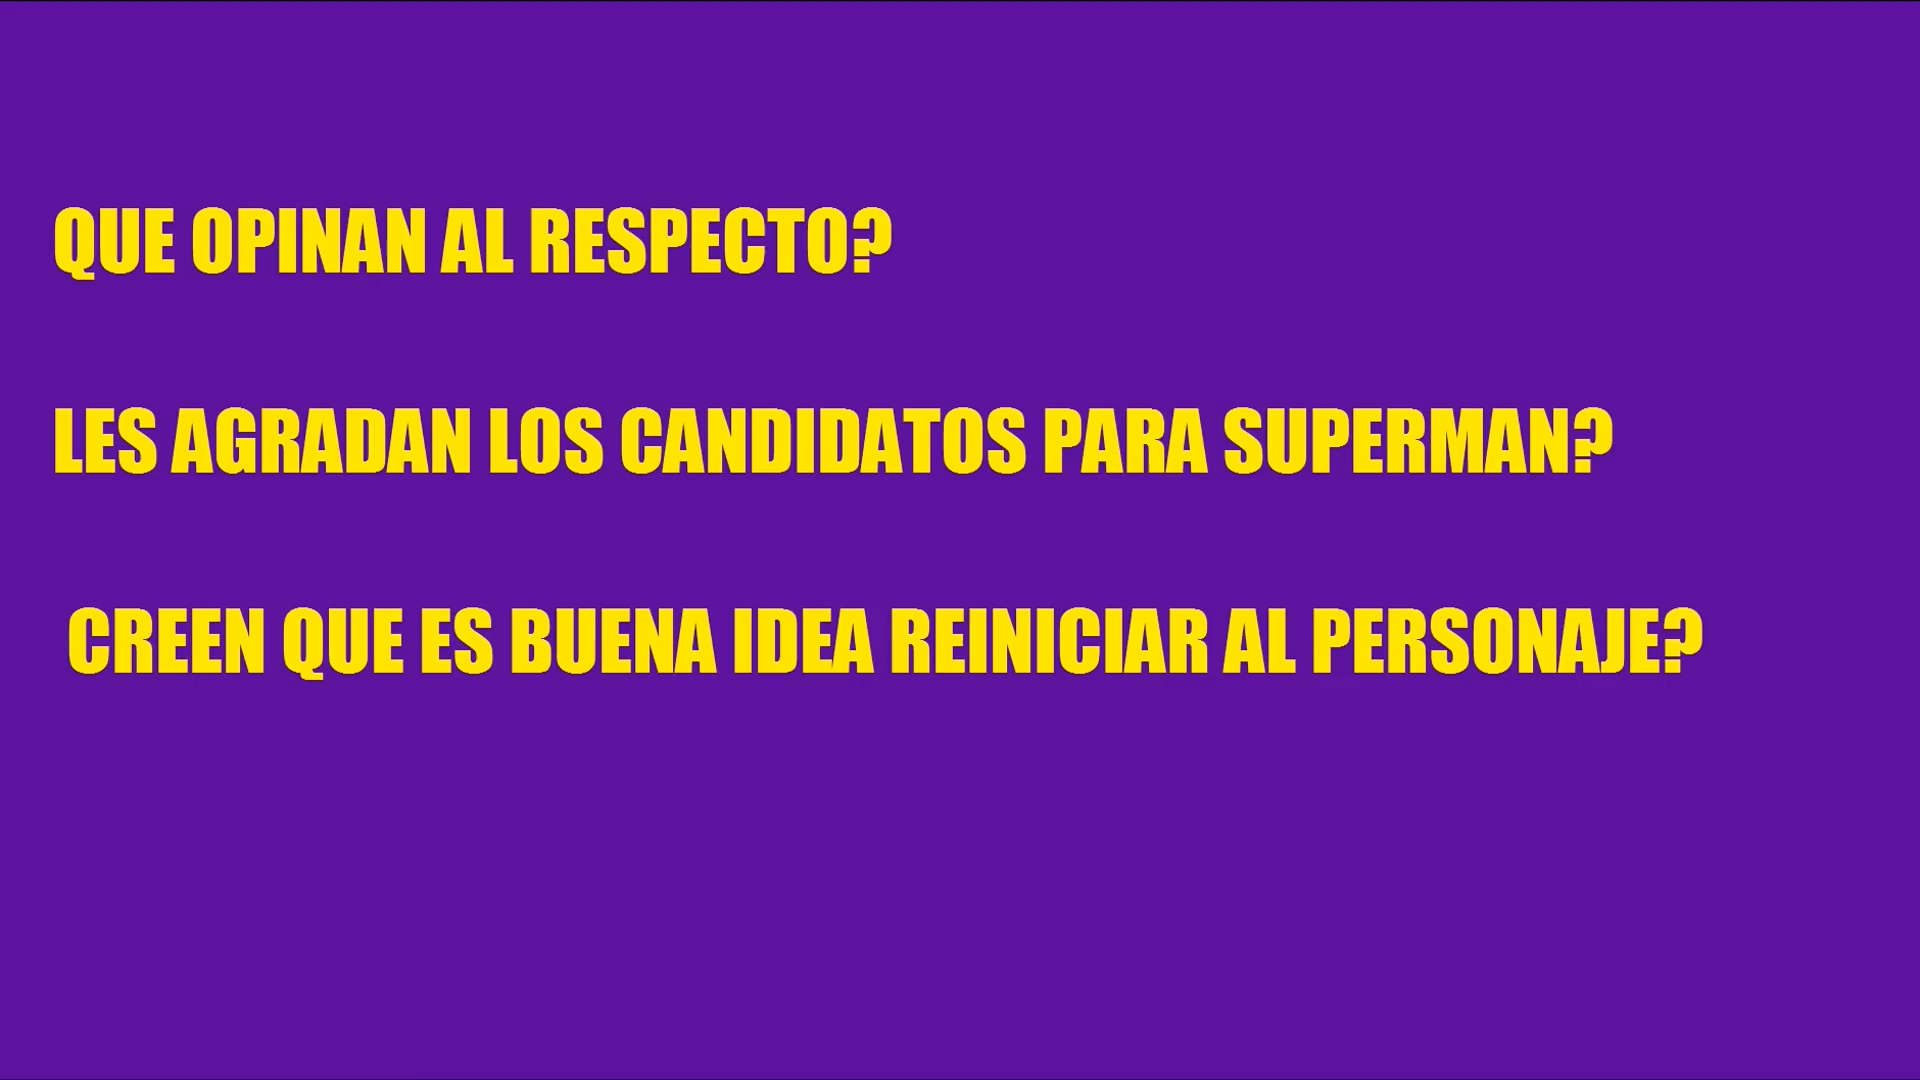 QUE OPINAN AL RESPECTO?
LES AGRADAN LOS CANDIDATOS PARA SUPERMAN?
CREEN QUE ES BUENA IDEA REINICIAR AL PERSONAJE?